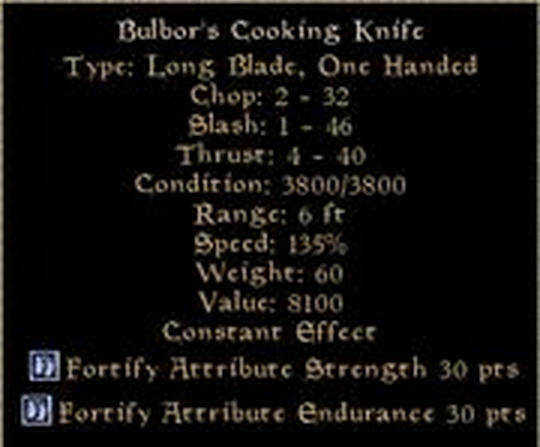 Bulbor's Cooking Knife
Type: Long Blade, One Handed
Chop: 2 - 32
Slash: 1 - 46
Thrust: 4 - 40
Condition: 3800/3800
Range: 6 ft
Speed: 135%
Weight: 60
Value: 8100
Constant Effect
Fortify Attribute Strength 30 pts
Fortify Attribute Endurance 30 pts